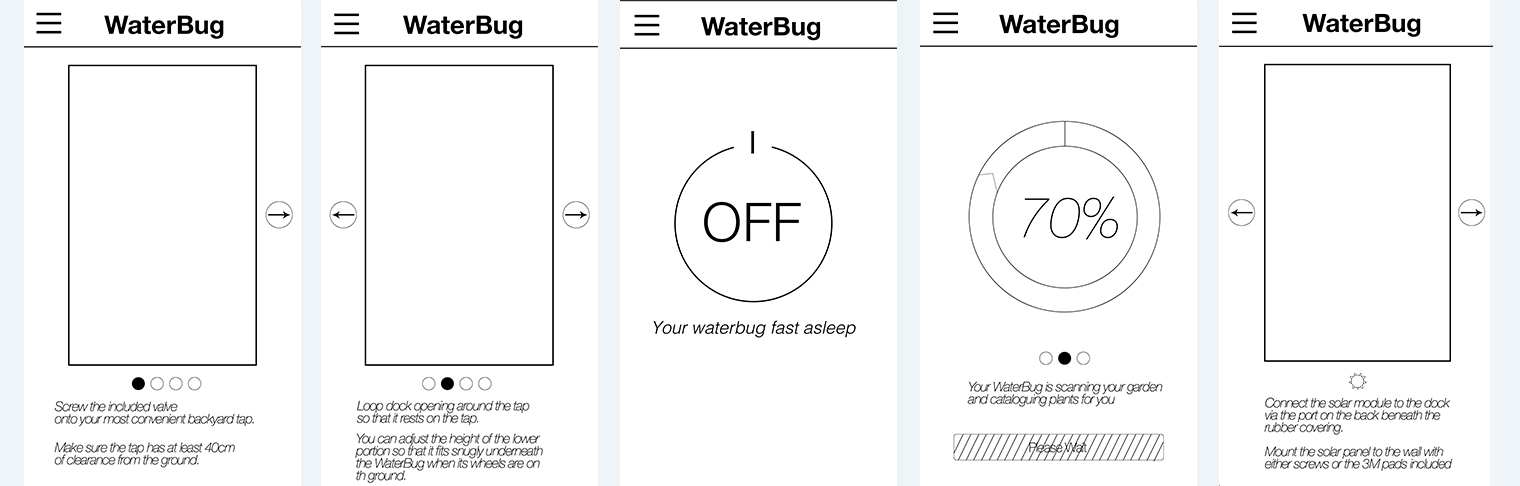 WaterBug
Screw the included valve
onto your most convenient backyard tap.
Make sure the tap has at least 40cm
of clearance from the ground.
WaterBug
Loop dock opening around the tap
so that it rests on the tap.
You can adjust the height of the lower
portion so that it fits snugly underneath
the WaterBug when its wheels are on
th ground.
WaterBug
OFF
Your waterbug fast asleep
WaterBug
70%
Your WaterBug is scanning your garden
and cataloguing plants for you
Please Wait
WaterBug
Connect the solar module to the dock
via the port on the back beneath the
rubber covering.
Mount the solar panel to the wall with
either screws or the 3M pads included